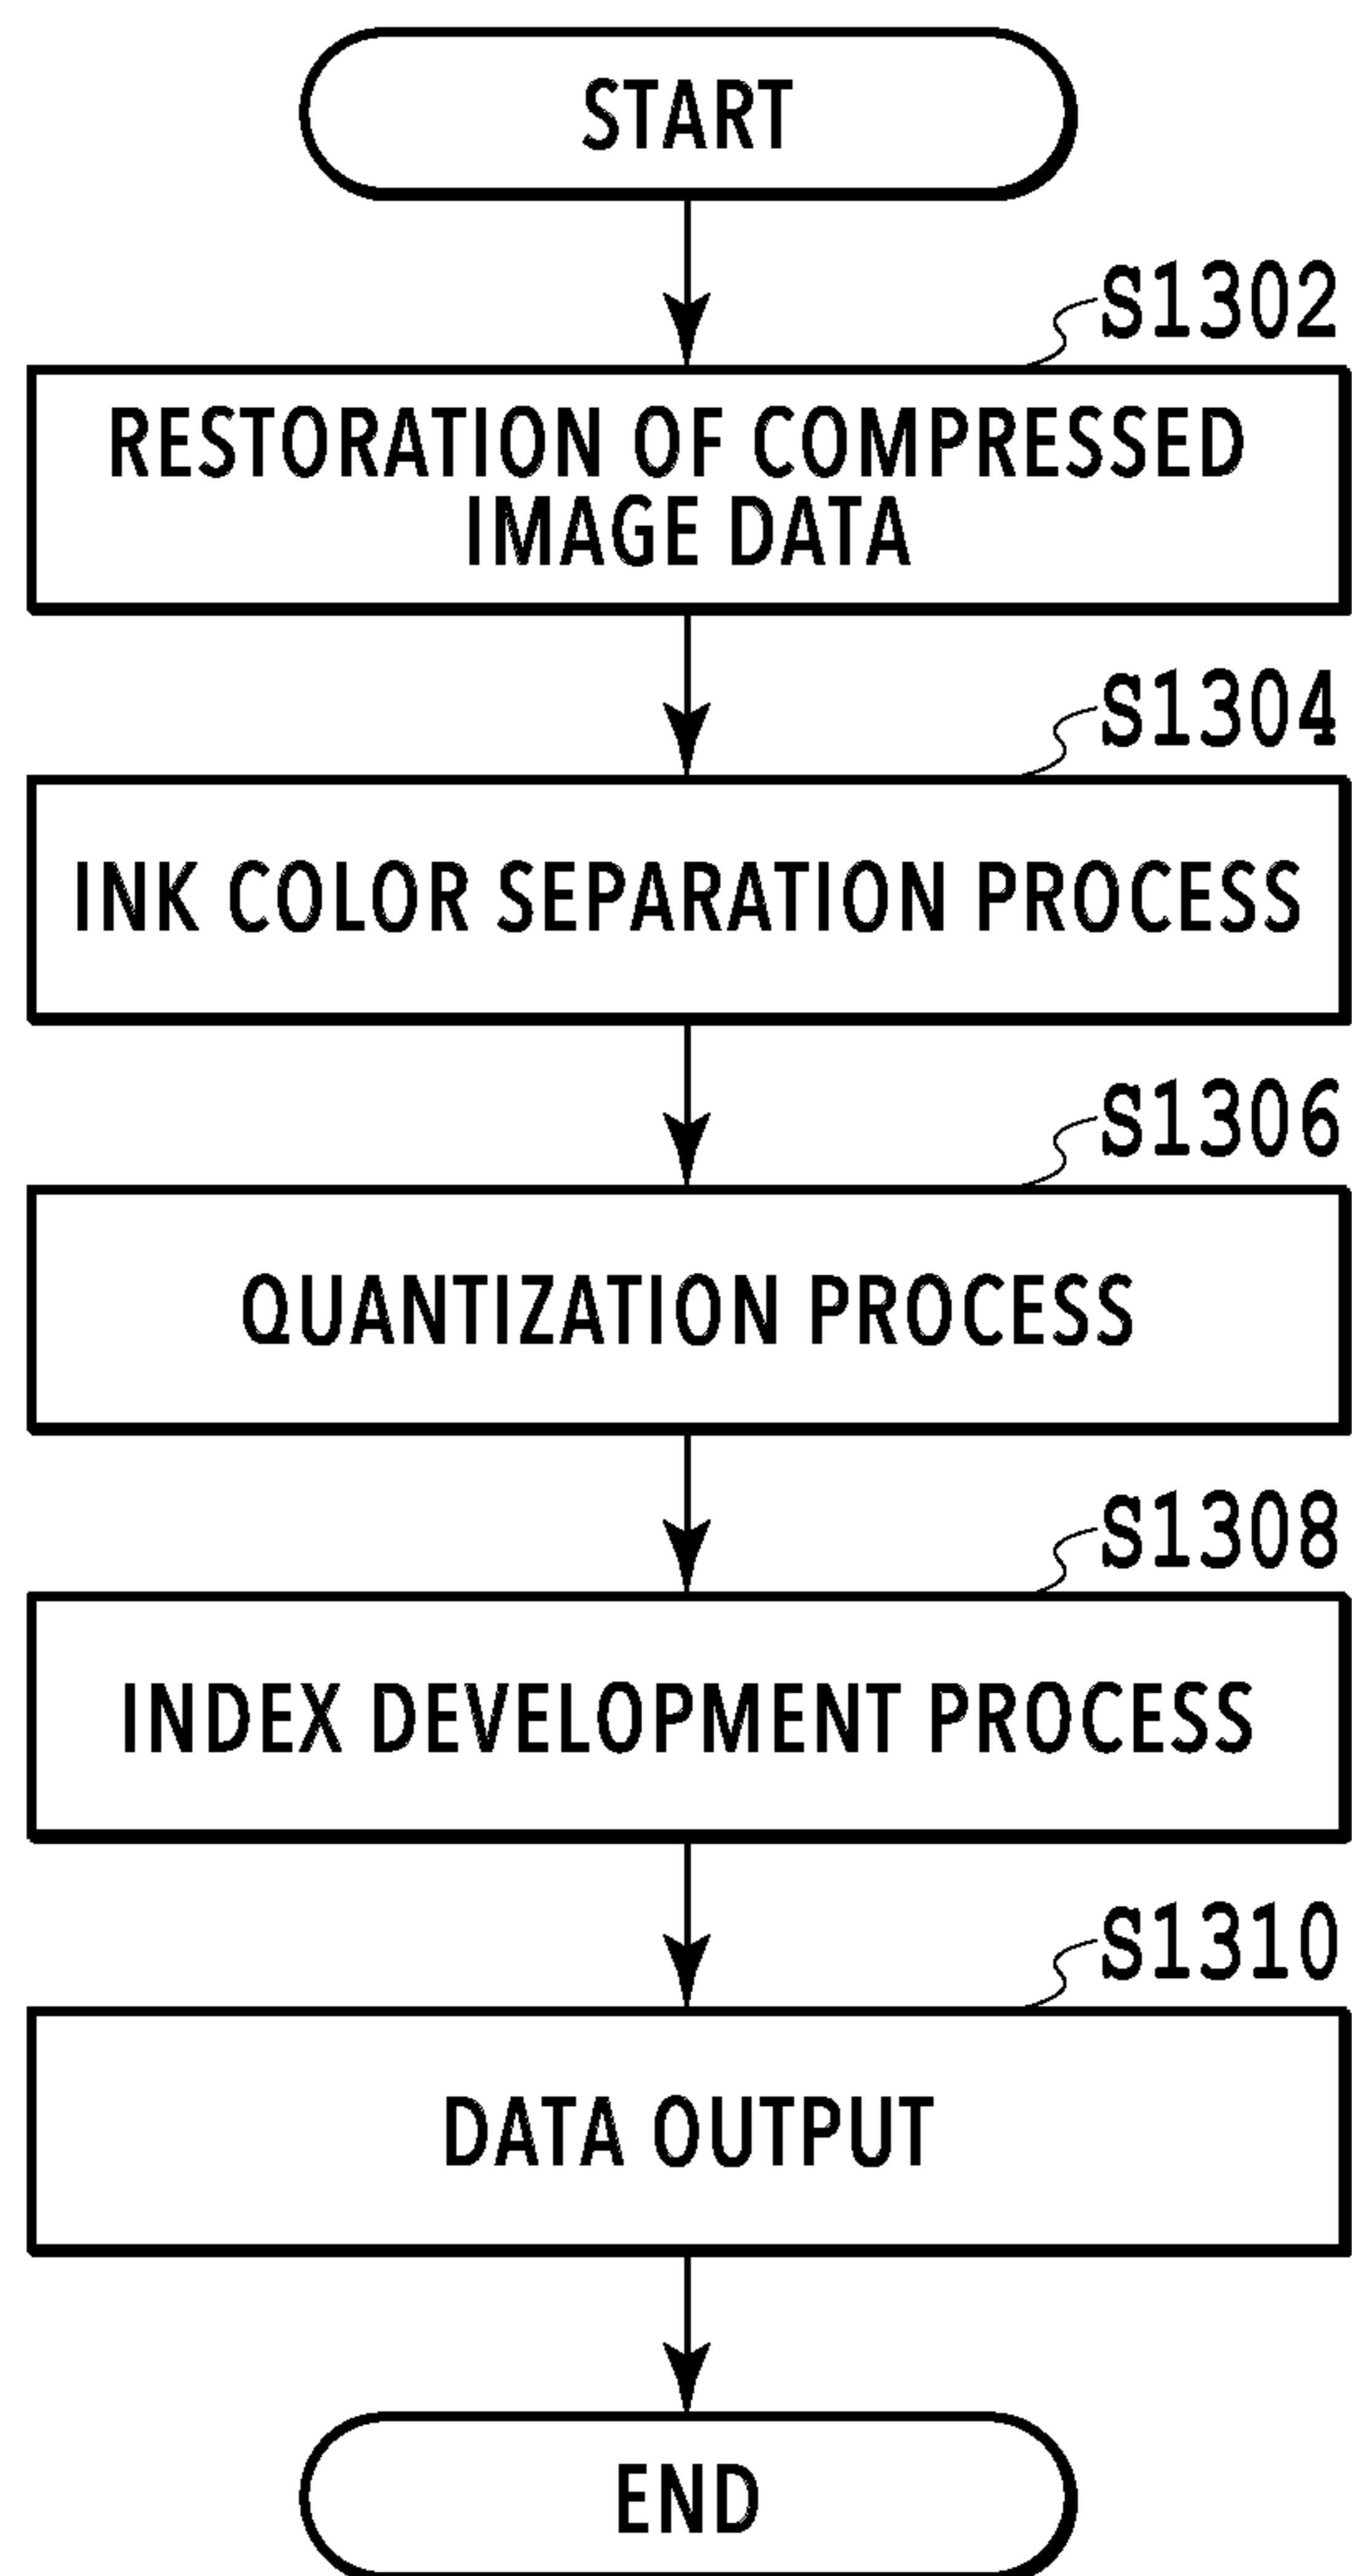 START
S1302
RESTORATION OF COMPRESSED
IMAGE DATA
S1304
INK COLOR SEPARATION PROCESS
S1306
QUANTIZATION PROCESS
S1308
INDEX DEVELOPMENT PROCESS
S1310
DATA OUTPUT
END